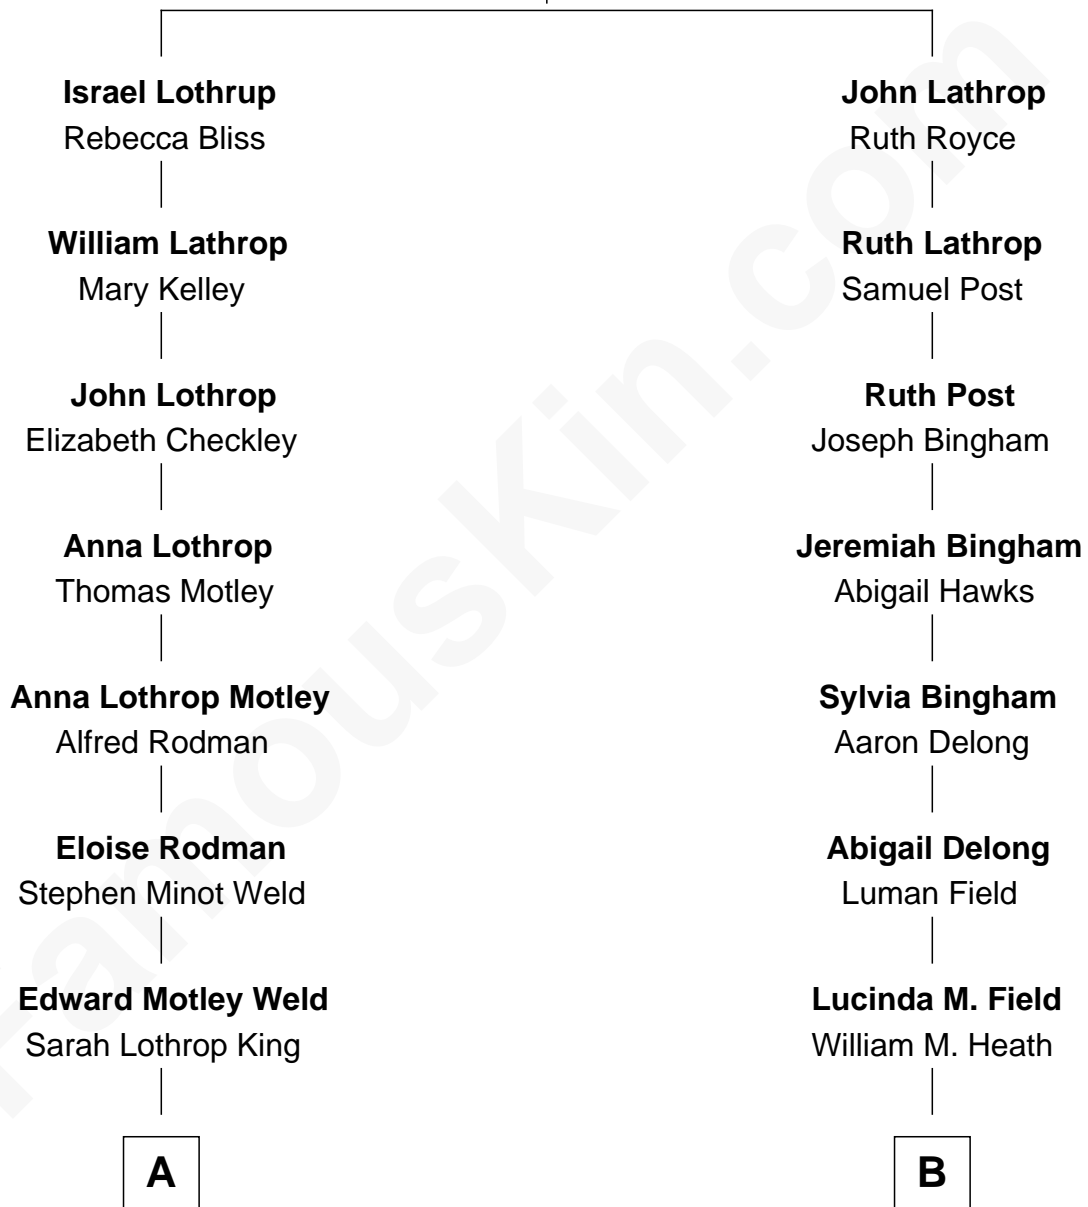 Israel Lothrup
Rebecca Bliss
John Lathrop
Ruth Royce
William Lathrop
Mary Kelley
Ruth Lathrop
Samuel Post
John Lothrop
Elizabeth Checkley
Ruth Post
Joseph Bingham
Anna Lothrop
Thomas Motley
Jeremiah Bingham
Abigail Hawks
Anna Lothrop Motley
Alfred Rodman
Sylvia Bingham
Aaron Delong
Eloise Rodman
Stephen Minot Weld
Abigail Delong
Luman Field
Edward Motley Weld
Sarah Lothrop King
Lucinda M. Field
William M. Heath
A
B
FamousKin.com